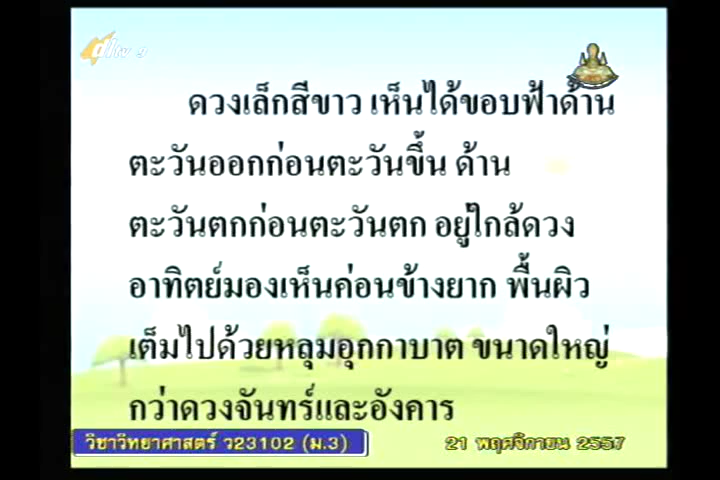 dltv 9
ดวงเล็กสีขาว เห็นได้ขอบฟ้าด้าน
ตะวันออกก่อนตะวันขึ้น ด้าน
ตะวันตกก่อนตะวันตก อยู่ใกล้ดวง
อาทิตย์มองเห็นค่อนข้างยาก พื้นผิว
เต็มไปด้วยหลุมอุกกาบาต ขนาดใหญ่
กว่าดวงจันทร์และอังคาร
วิชาวิทยาศาสตร์ ว23102 (ม.3)
21 พฤศจิกายน 2557